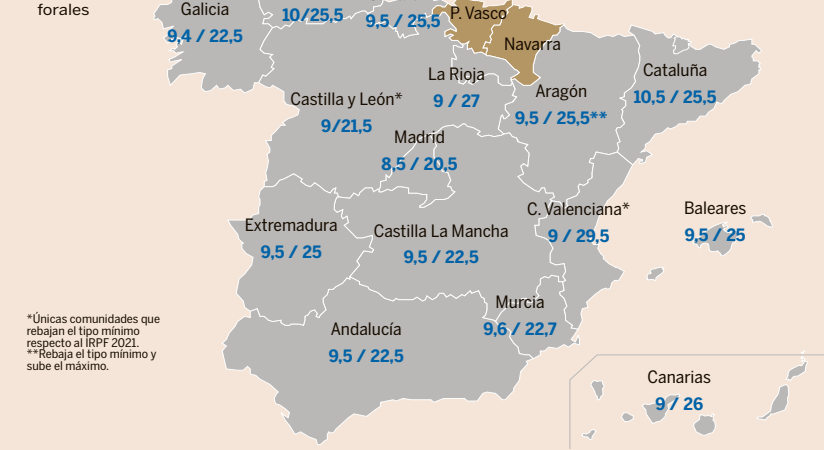 forales
Galicia
9,4 / 22,5
10/25,5
9,5 / 25,5
P. Vasco
Navarra
La Rioja
9 / 27
Aragón
9,5 / 25,5**
Cataluña
10,5 / 25,5
Castilla y León*
9/21,5
Madrid
8,5 / 20,5
Extremadura
9,5 / 25
Castilla La Mancha
9,5 / 22,5
C. Valenciana*
9 / 29,5
Baleares
9,5 / 25
Murcia
9,6 / 22,7
Andalucía
9,5 / 22,5
Canarias
9 / 26
*Únicas comunidades que
rebajan el tipo mínimo
respecto al IRPF 2021.
**Rebaja el tipo mínimo y
sube el máximo.